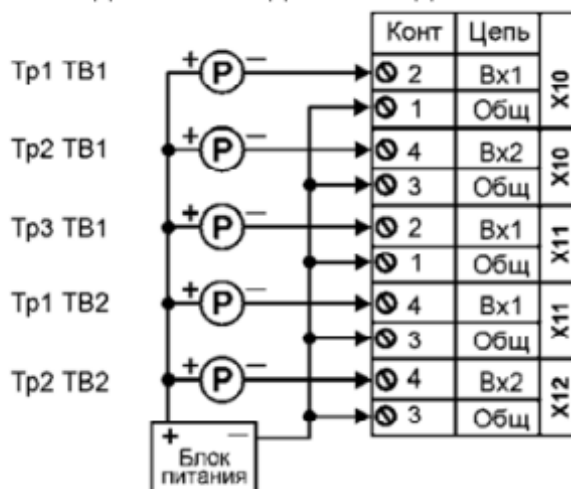 Конт Цепь
Тр1 ТВ1 + P − 2 Вх1 X10
1 Общ
Тр2 ТВ1 + P − 4 Вх2 X10
3 Общ
Тр3 ТВ1 + P − 2 Вх1 X11
1 Общ
Тр1 ТВ2 + P − 4 Вх1 X11
3 Общ
Тр2 ТВ2 + P − 4 Вх2 X12
3 Общ
+ −
Блок
питания